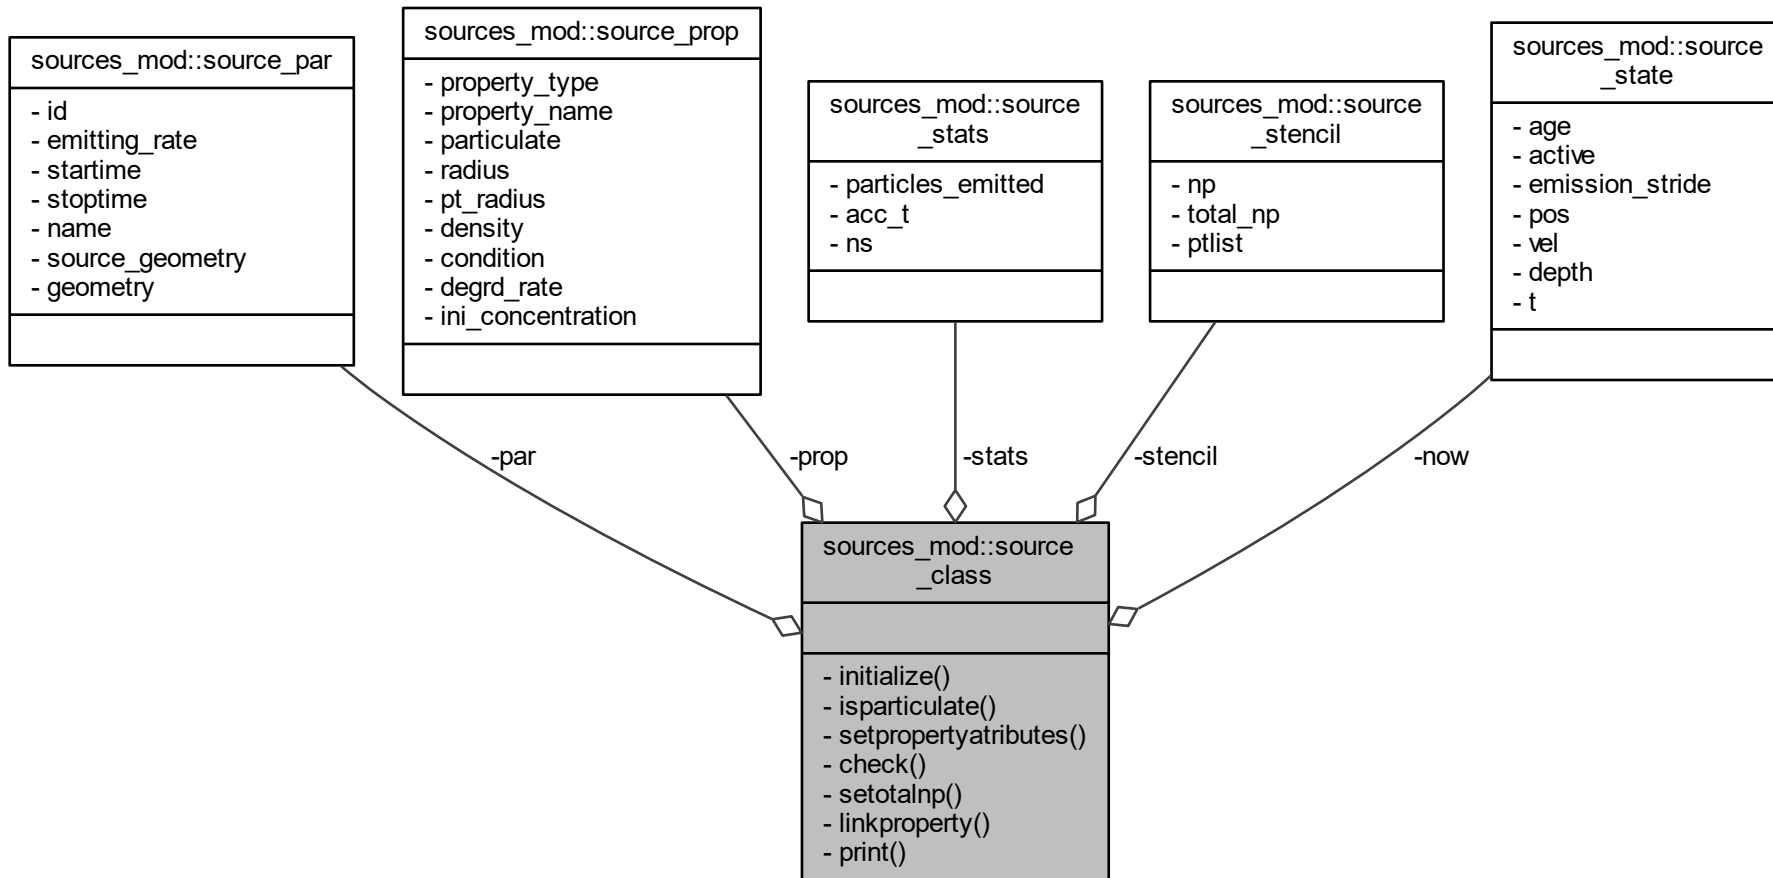 sources_mod::source_par
- id
- emitting_rate
- startime
- stoptime
- name
- source_geometry
- geometry
sources_mod::source_prop
- property_type
- property_name
- particulate
- radius
- pt_radius
- density
- condition
- degrd_rate
- ini_concentration
sources_mod::source
_stats
- particles_emitted
- acc_t
- ns
sources_mod::source
_stencil
- np
- total_np
- ptlist
sources_mod::source
_state
- age
- active
- emission_stride
- pos
- vel
- depth
- t
-par
-prop
-stats
-stencil
-now
sources_mod::source
_class
- initialize()
- isparticulate()
- setpropertyatributes()
- check()
- setotalnp()
- linkproperty()
- print()